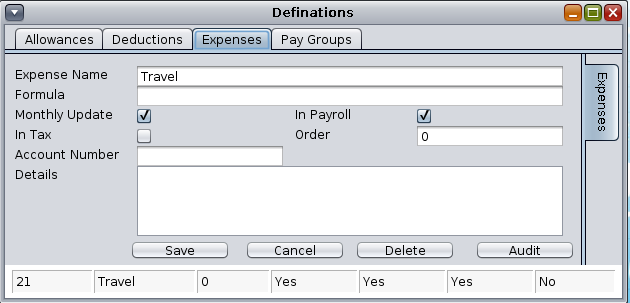 Definations
Allowances Deductions Expenses Pay Groups
Expense Name Travel
Formula
Monthly Update In Payroll
In Tax Order 0
Account Number
Details
Expenses
Save Cancel Delete Audit
21 Travel 0 Yes Yes Yes No